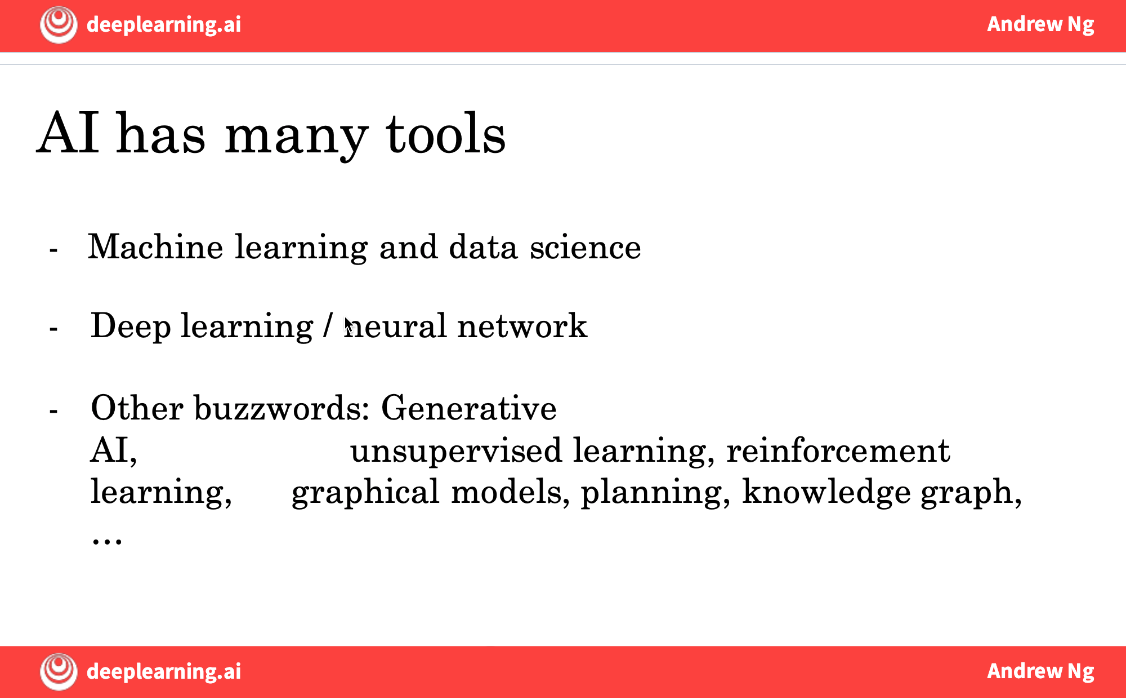 deeplearning.ai Andrew Ng
AI has many tools
- Machine learning and data science
- Deep learning / neural network
- Other buzzwords: Generative
AI, unsupervised learning, reinforcement
learning, graphical models, planning, knowledge graph,
...
deeplearning.ai Andrew Ng